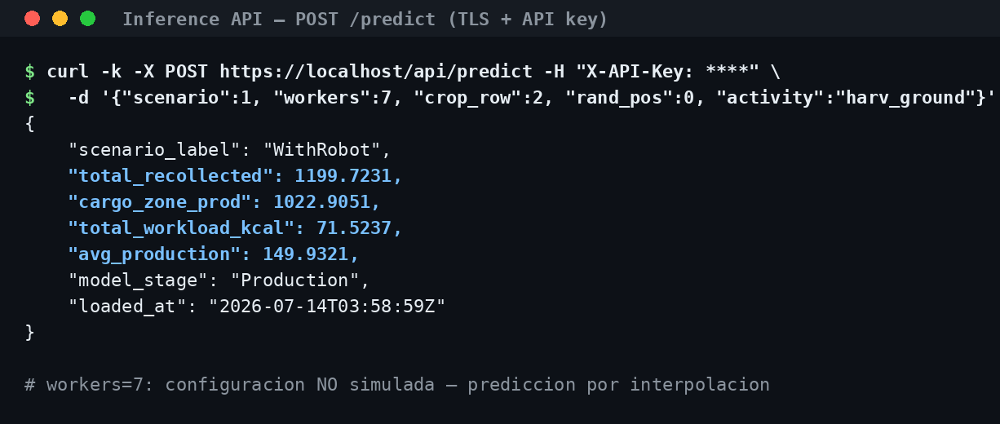 Inference API — POST /predict (TLS + API key)
$ curl -k -X POST https://localhost/api/predict -H "X-API-Key: ****" \
$   -d '{"scenario":1, "workers":7, "crop_row":2, "rand_pos":0, "activity":"harv_ground"}'
{
    "scenario_label": "WithRobot",
    "total_recollected": 1199.7231,
    "cargo_zone_prod": 1022.9051,
    "total_workload_kcal": 71.5237,
    "avg_production": 149.9321,
    "model_stage": "Production",
    "loaded_at": "2026-07-14T03:58:59Z"
}
# workers=7: configuracion NO simulada — prediccion por interpolacion